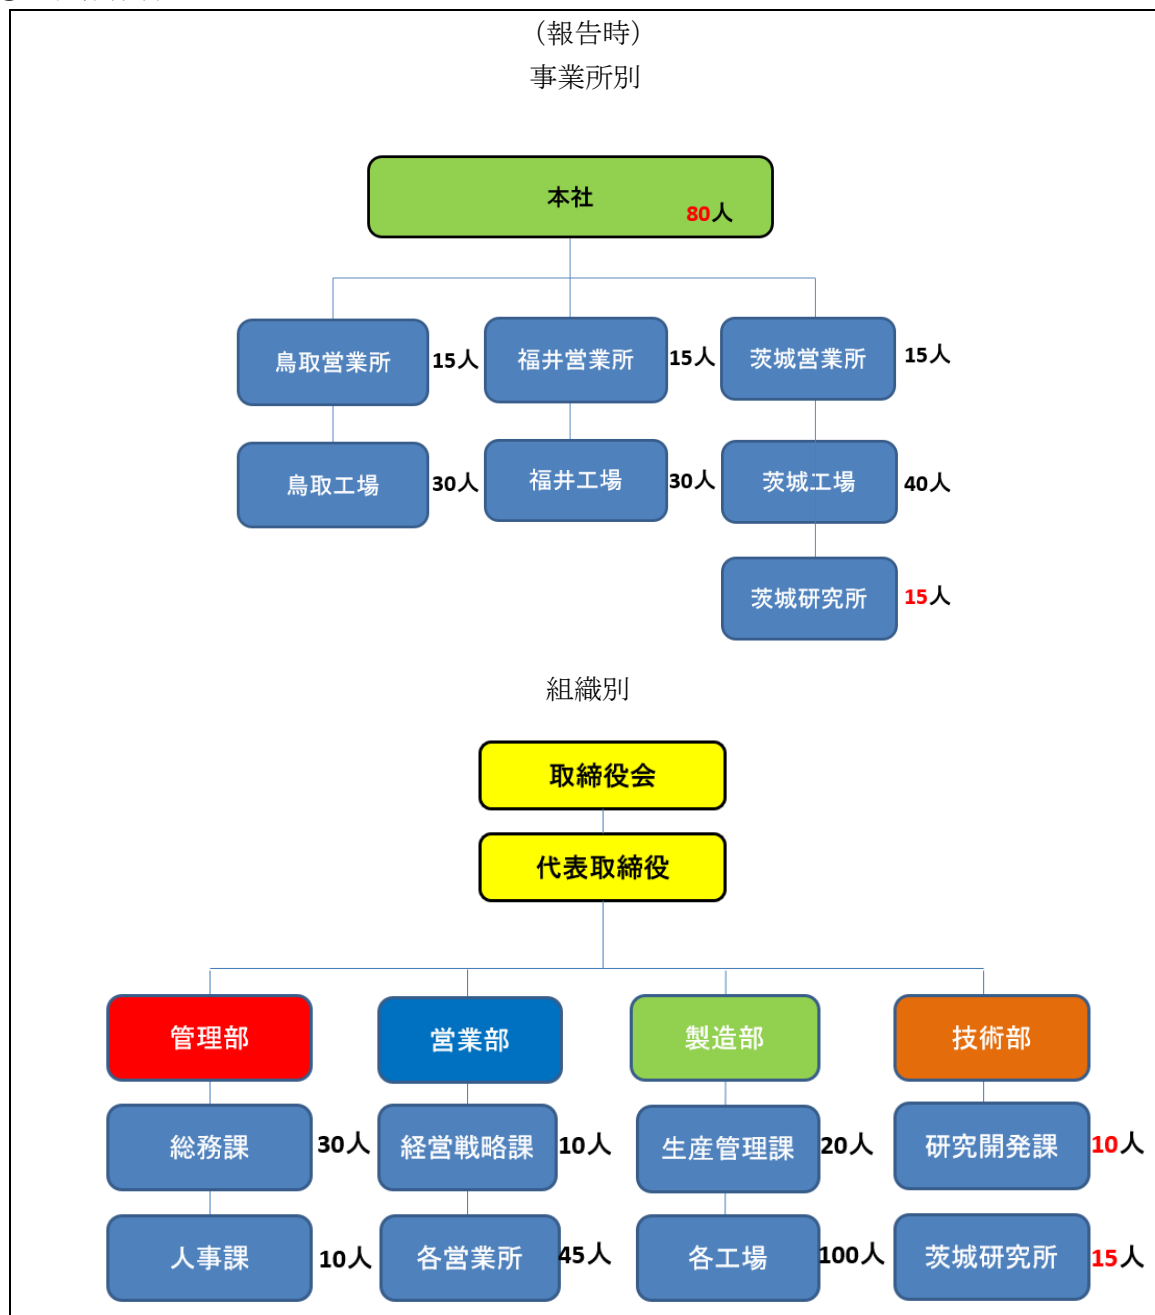 (報告時)
事業所別
本社
80人
鳥取営業所 15人 福井営業所 15人 茨城営業所 15人
鳥取工場 30人 福井工場 30人 茨城工場 40人
茨城研究所 15人
組織別
取締役会
代表取締役
管理部 営業部 製造部 技術部
総務課 30人 経営戦略課 10人 生産管理課 20人 研究開発課 10人
人事課 10人 各営業所 45人 各工場 100人 茨城研究所 15人